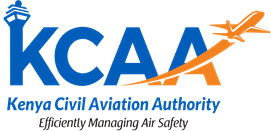 KCAA
Kenya Civil Aviation Authority
Efficiently Managing Air Safety